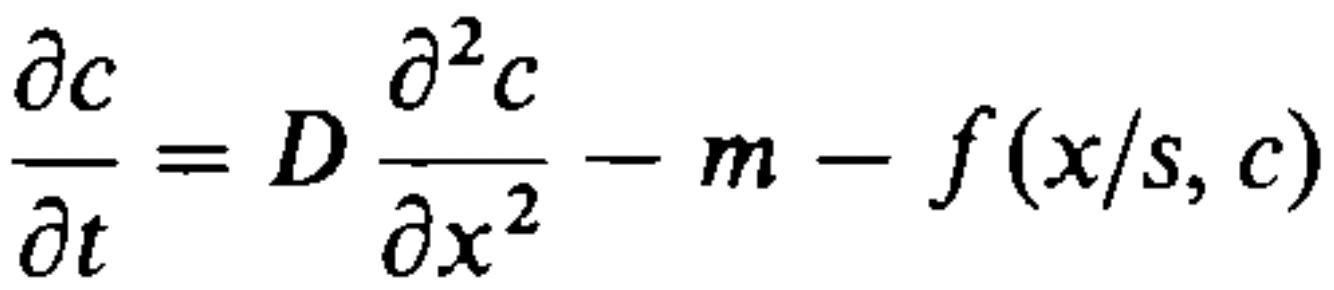 ∂c/∂t = D ∂²c/∂x² − m − f(x/s, c)